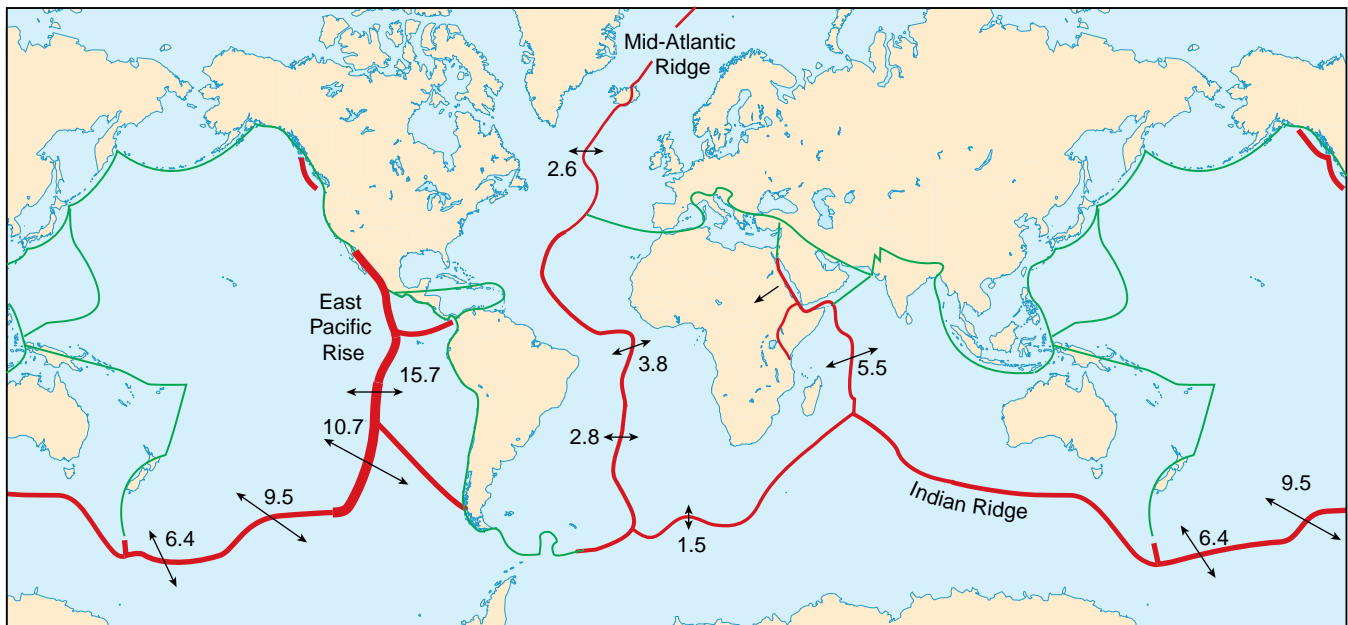 Mid-Atlantic
Ridge
2.6
East
Pacific
Rise
3.8
15.7
5.5
10.7
2.8
Indian Ridge
9.5
9.5
6.4
1.5
6.4